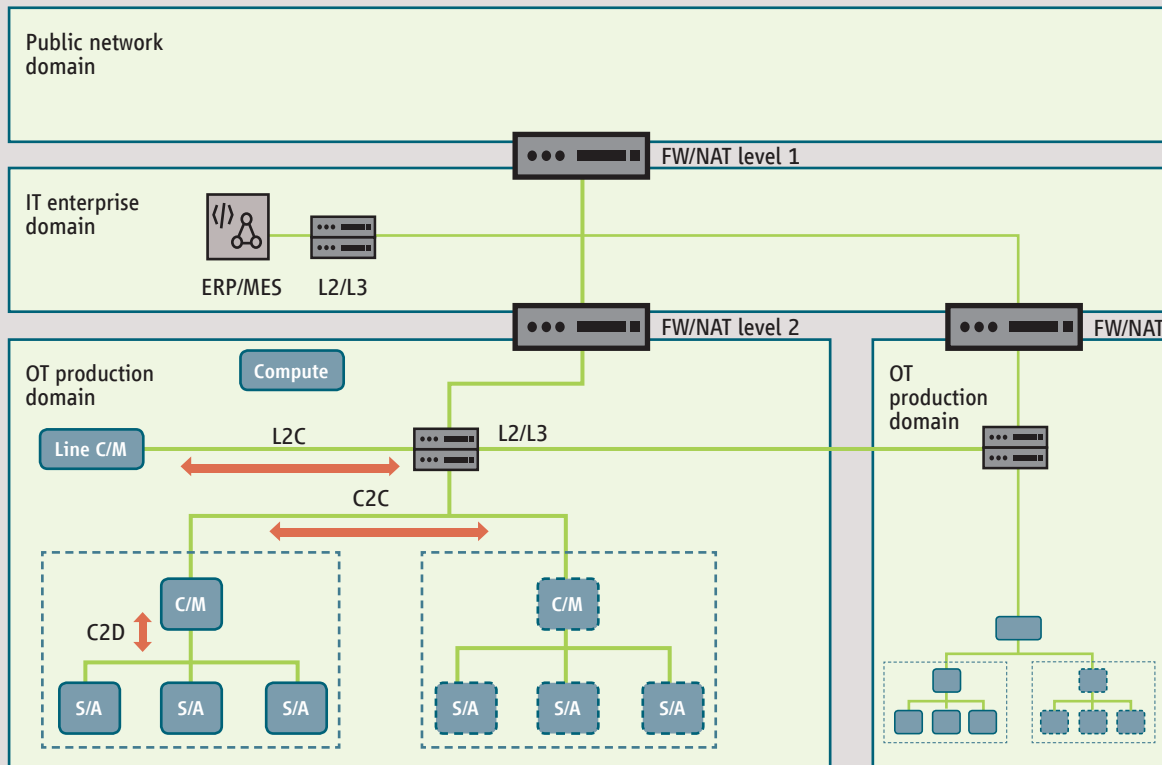 Public network
domain
FW/NAT level 1
IT enterprise
domain
</>
ERP/MES
L2/L3
FW/NAT level 2
FW/NAT
OT production
domain
Compute
Line C/M
L2C
L2/L3
C2C
C/M
C/M
C2D
S/A
S/A
S/A
S/A
S/A
S/A
OT
production
domain